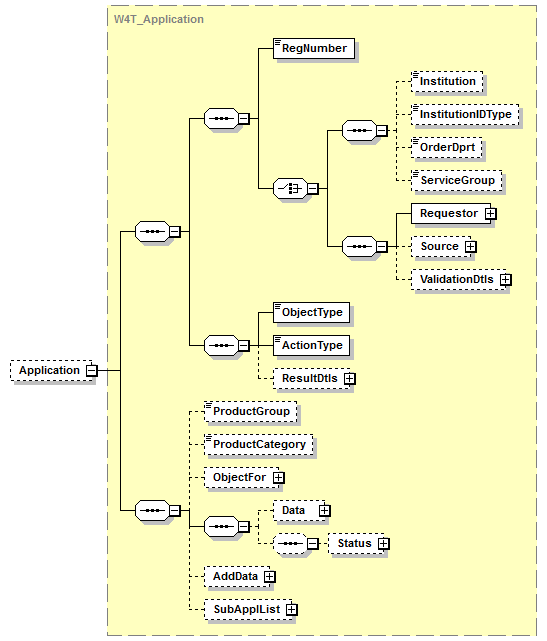 W4T_Application
RegNumber
Institution
InstitutionIDType
OrderDprt
ServiceGroup
Requestor
Source
ValidationDtls
ObjectType
ActionType
ResultDtls
Application
ProductGroup
ProductCategory
ObjectFor
Data
Status
AddData
SubApplList